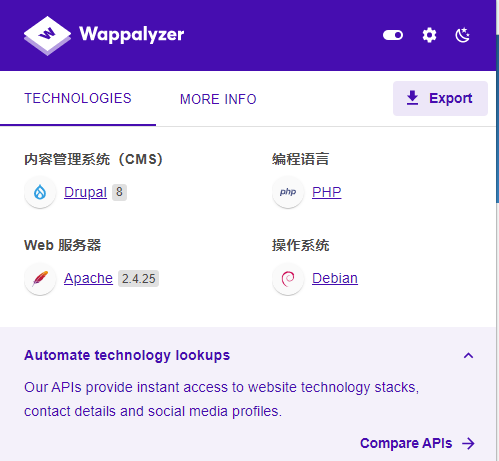 Wappalyzer
TECHNOLOGIES
MORE INFO
Export
内容管理系统（CMS）
Drupal 8
编程语言
php PHP
Web 服务器
Apache 2.4.25
操作系统
Debian
Automate technology lookups
Our APIs provide instant access to website technology stacks,
contact details and social media profiles.
Compare APIs